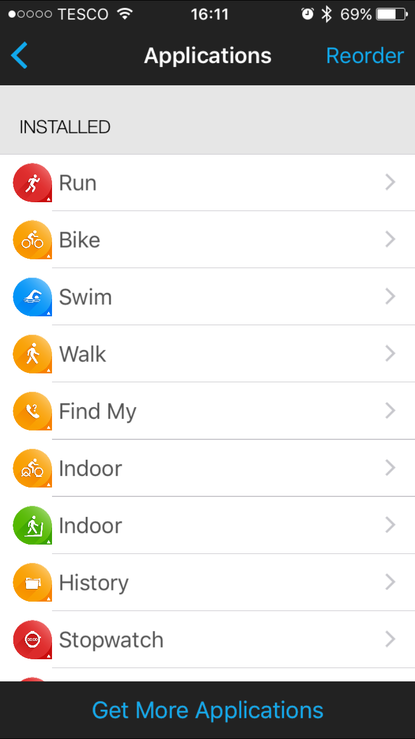 TESCO 16:11 69%
Applications Reorder
INSTALLED
Run
Bike
Swim
Walk
Find My
Indoor
Indoor
History
Stopwatch
Get More Applications